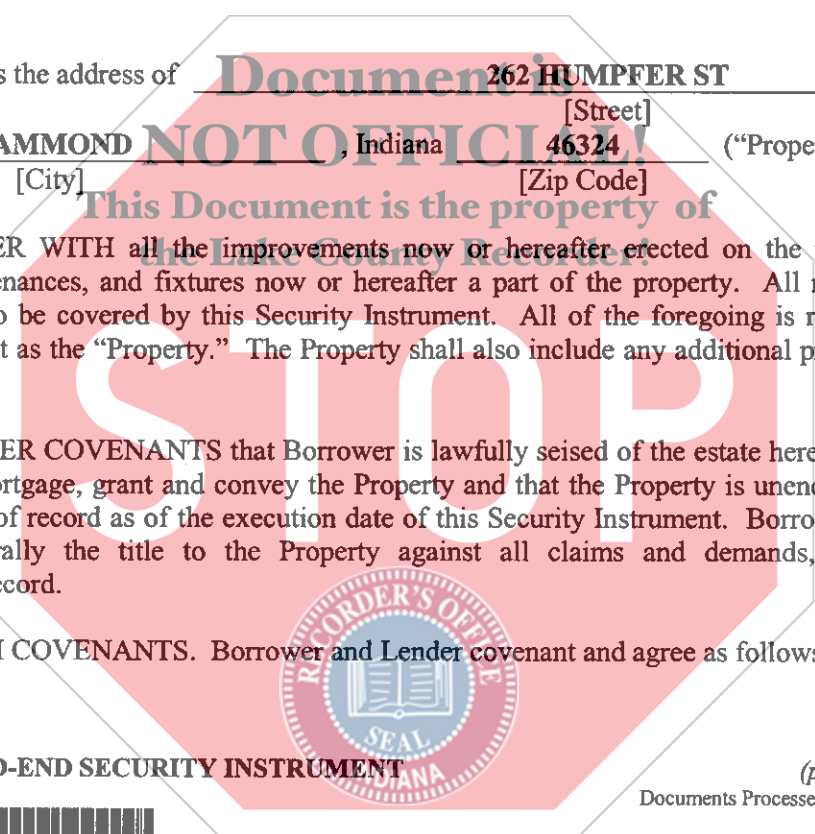 s the address of 262 HUMPFER ST
[Street]
AMMOND , Indiana 46324 ("Prope
[City] [Zip Code]
Document is
NOT OFFICIAL!
This Document is the property of
the Lake County Recorder!
ER WITH all the improvements now or hereafter erected on the
enances, and fixtures now or hereafter a part of the property. All
o be covered by this Security Instrument. All of the foregoing is
t as the "Property." The Property shall also include any additional
STOP
ER COVENANTS that Borrower is lawfully seised of the estate here
ortgage, grant and convey the Property and that the Property is unen
of record as of the execution date of this Security Instrument. Borro
rally the title to the Property against all claims and demands,
ecord.
I COVENANTS. Borrower and Lender covenant and agree as follows
RECORDER'S OFFICE
SEAL
INDIANA
D-END SECURITY INSTRUMENT
Documents Processe